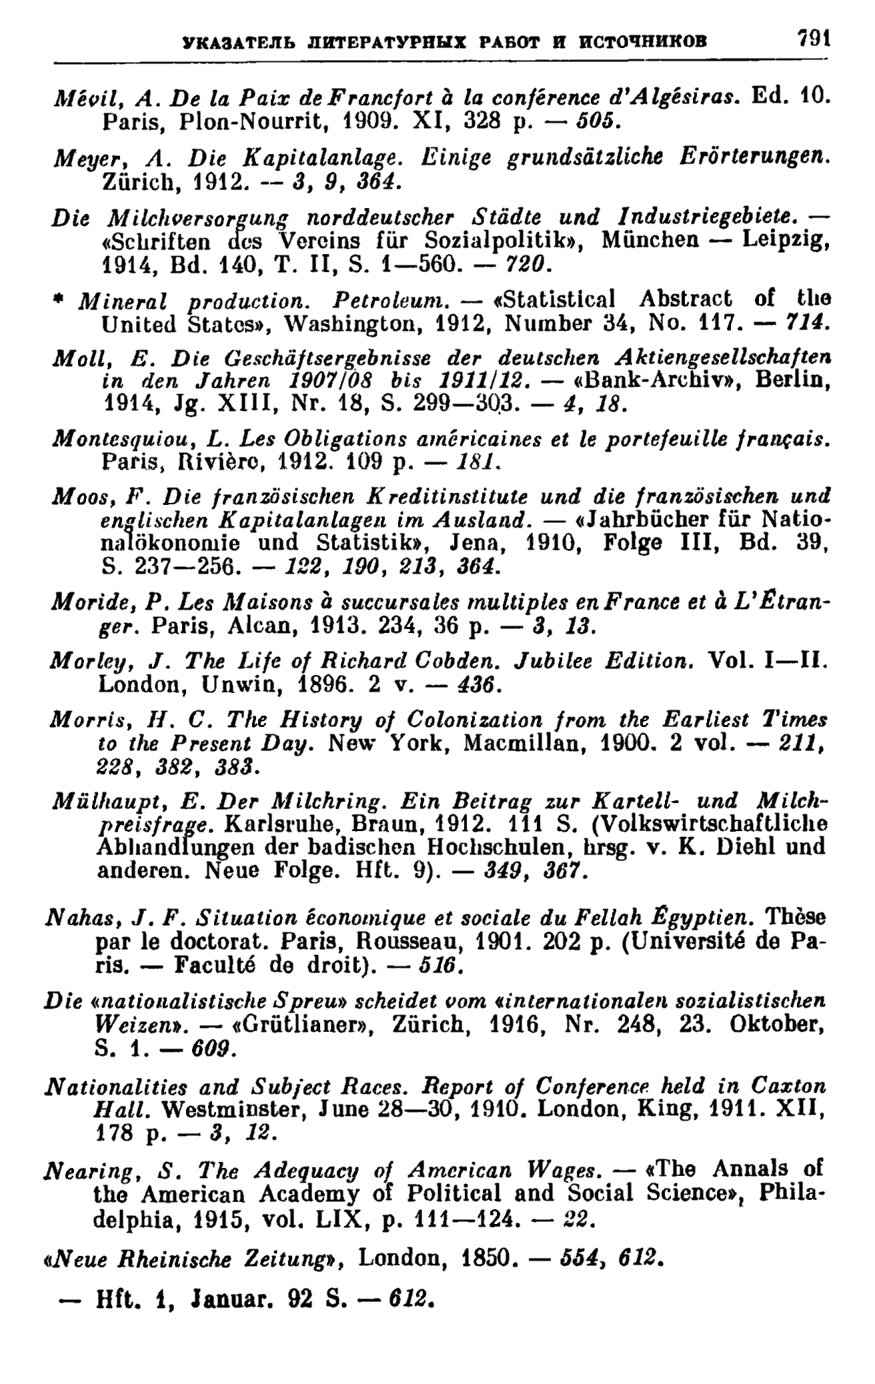 УКАЗАТЕЛЬ ЛИТЕРАТУРНЫХ РАБОТ И ИСТОЧНИКОВ 791
Mévil, A. De la Paix de Francfort à la conférence d'Algésiras. Ed. 10.
Paris, Plon-Nourrit, 1909. XI, 328 p. — 505.
Meyer, A. Die Kapitalanlage. Einige grundsätzliche Erörterungen.
Zürich, 1912. — 3, 9, 364.
Die Milchversorgung norddeutscher Städte und Industriegebiete. —
«Schriften des Vereins für Sozialpolitik», München — Leipzig,
1914, Bd. 140, T. II, S. 1—560. — 720.
* Mineral production. Petroleum. — «Statistical Abstract of the
United States», Washington, 1912, Number 34, No. 117. — 714.
Moll, E. Die Geschäftsergebnisse der deutschen Aktiengesellschaften
in den Jahren 1907/08 bis 1911/12. — «Bank-Archiv», Berlin,
1914, Jg. XIII, Nr. 18, S. 299—303. — 4, 18.
Montesquiou, L. Les Obligations américaines et le portefeuille français.
Paris, Rivière, 1912. 109 p. — 181.
Moos, F. Die französischen Kreditinstitute und die französischen und
englischen Kapitalanlagen im Ausland. — «Jahrbücher für Natio-
nalökonomie und Statistik», Jena, 1910, Folge III, Bd. 39,
S. 237—256. — 122, 190, 213, 364.
Moride, P. Les Maisons à succursales multiples en France et à L'Étran-
ger. Paris, Alcan, 1913. 234, 36 p. — 3, 13.
Morley, J. The Life of Richard Cobden. Jubilee Edition. Vol. I—II.
London, Unwin, 1896. 2 v. — 436.
Morris, H. C. The History of Colonization from the Earliest Times
to the Present Day. New York, Macmillan, 1900. 2 vol. — 211,
228, 382, 383.
Mülhaupt, E. Der Milchring. Ein Beitrag zur Kartell- und Milch-
preisfrage. Karlsruhe, Braun, 1912. 111 S. (Volkswirtschaftliche
Abhandlungen der badischen Hochschulen, hrsg. v. K. Diehl und
anderen. Neue Folge. Hft. 9). — 349, 367.
Nahas, J. F. Situation économique et sociale du Fellah Égyptien. Thèse
par le doctorat. Paris, Rousseau, 1901. 202 p. (Université de Pa-
ris. — Faculté de droit). — 516.
Die «nationalistische Spreu» scheidet vom «internationalen sozialistischen
Weizen». — «Grütlianer», Zürich, 1916, Nr. 248, 23. Oktober,
S. 1. — 609.
Nationalities and Subject Races. Report of Conference held in Caxton
Hall. Westminster, June 28—30, 1910. London, King, 1911. XII,
178 p. — 3, 12.
Nearing, S. The Adequacy of American Wages. — «The Annals of
the American Academy of Political and Social Science», Phila-
delphia, 1915, vol. LIX, p. 111—124. — 22.
«Neue Rheinische Zeitung», London, 1850. — 554, 612.
— Hft. 1, Januar. 92 S. — 612.